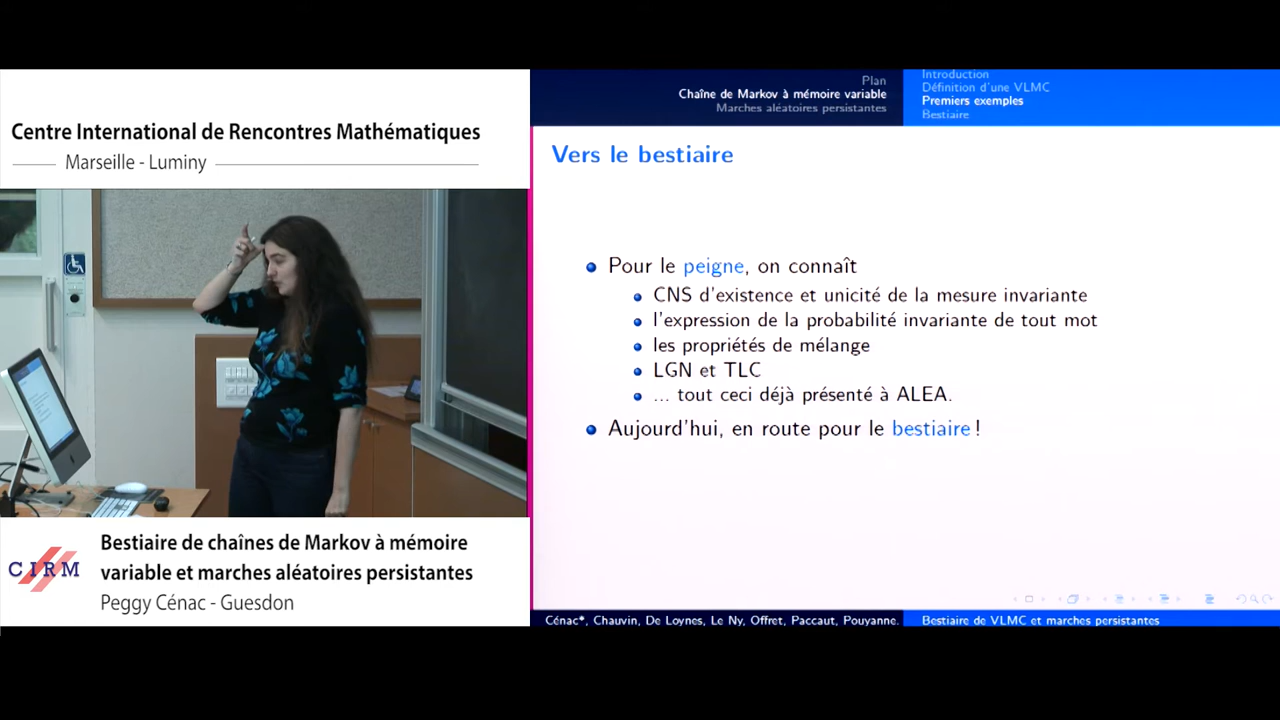 Centre International de Rencontres Mathématiques
Marseille - Luminy
CIRM
Bestiaire de chaînes de Markov à mémoire
variable et marches aléatoires persistantes
Peggy Cénac - Guesdon
Plan
Chaîne de Markov à mémoire variable
Marches aléatoires persistantes
Introduction
Définition d'une VLMC
Premiers exemples
Bestiaire
Vers le bestiaire
Pour le peigne, on connaît
CNS d'existence et unicité de la mesure invariante
l'expression de la probabilité invariante de tout mot
les propriétés de mélange
LGN et TLC
... tout ceci déjà présenté à ALEA.
Aujourd'hui, en route pour le bestiaire !
Cénac*, Chauvin, De Loynes, Le Ny, Offret, Paccaut, Pouyanne.
Bestiaire de VLMC et marches persistantes